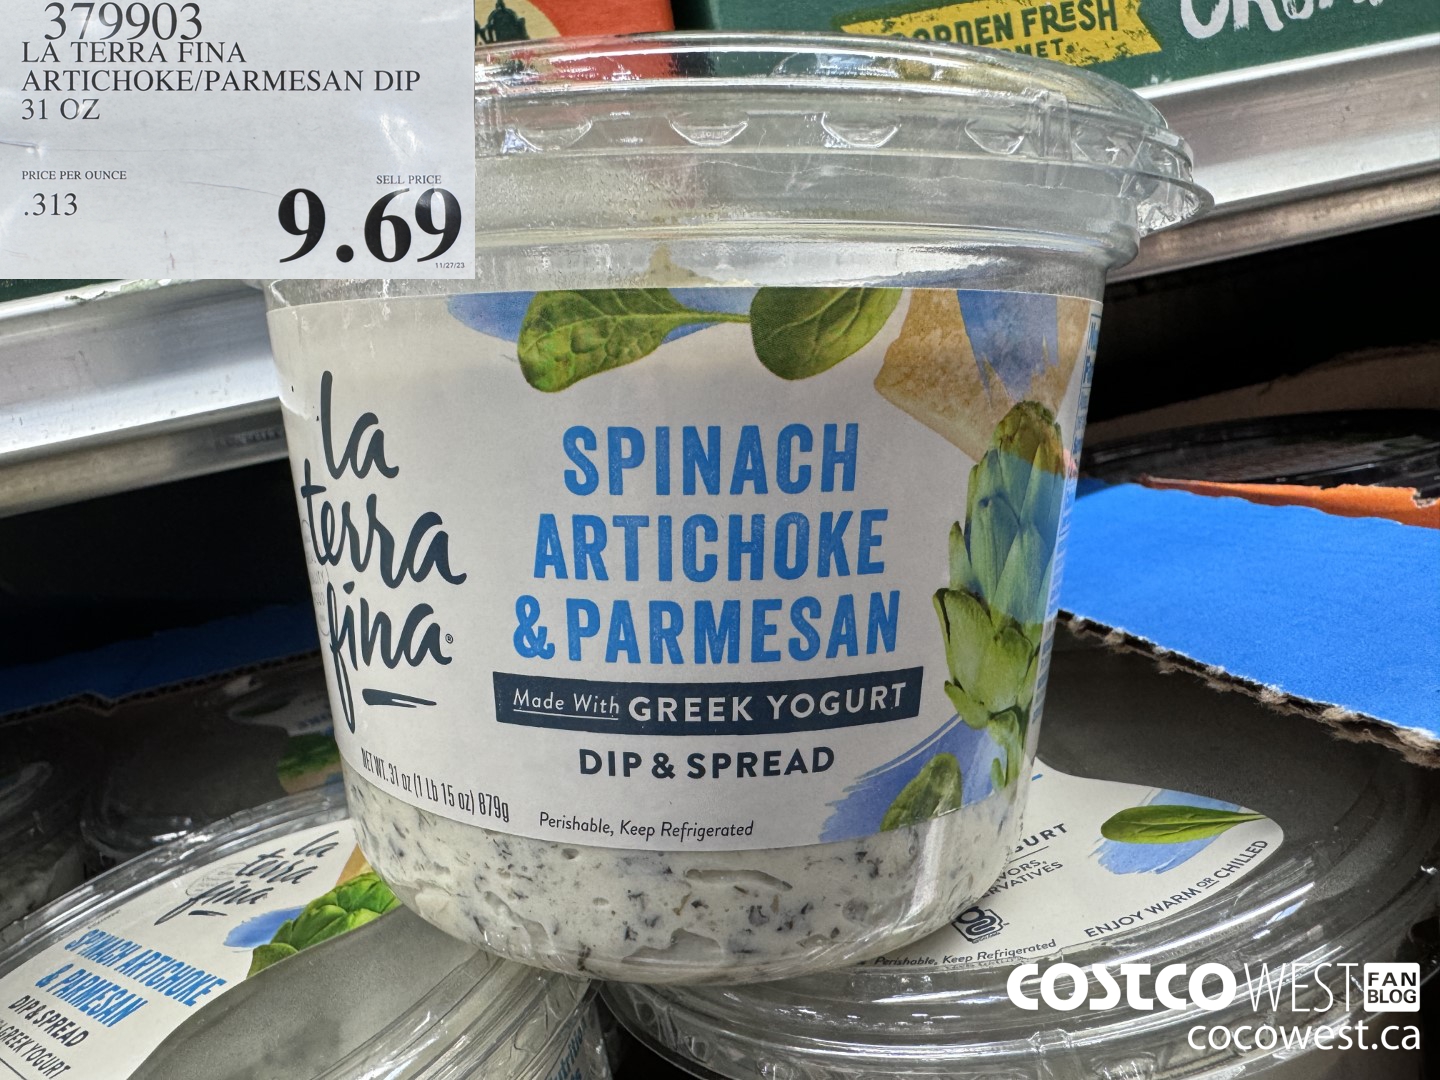 379903
LA TERRA FINA
ARTICHOKE/PARMESAN DIP
31 OZ
PRICE PER OUNCE
.313
SELL PRICE
9.69
11/27/23
FRESH
la
terra
fina®
SPINACH
ARTICHOKE
& PARMESAN
Made With GREEK YOGURT
DIP & SPREAD
NET WT. 31 oz (1 Lb 15 oz) 879g
Perishable, Keep Refrigerated
la
terra
fina
SPINACH ARTICHOKE
& PARMESAN
DIP & SPREAD
GREEK YOGURT
ENJOY WARM OR CHILLED
Perishable, Keep Refrigerated
COSTCO WEST FAN BLOG
cocowest.ca